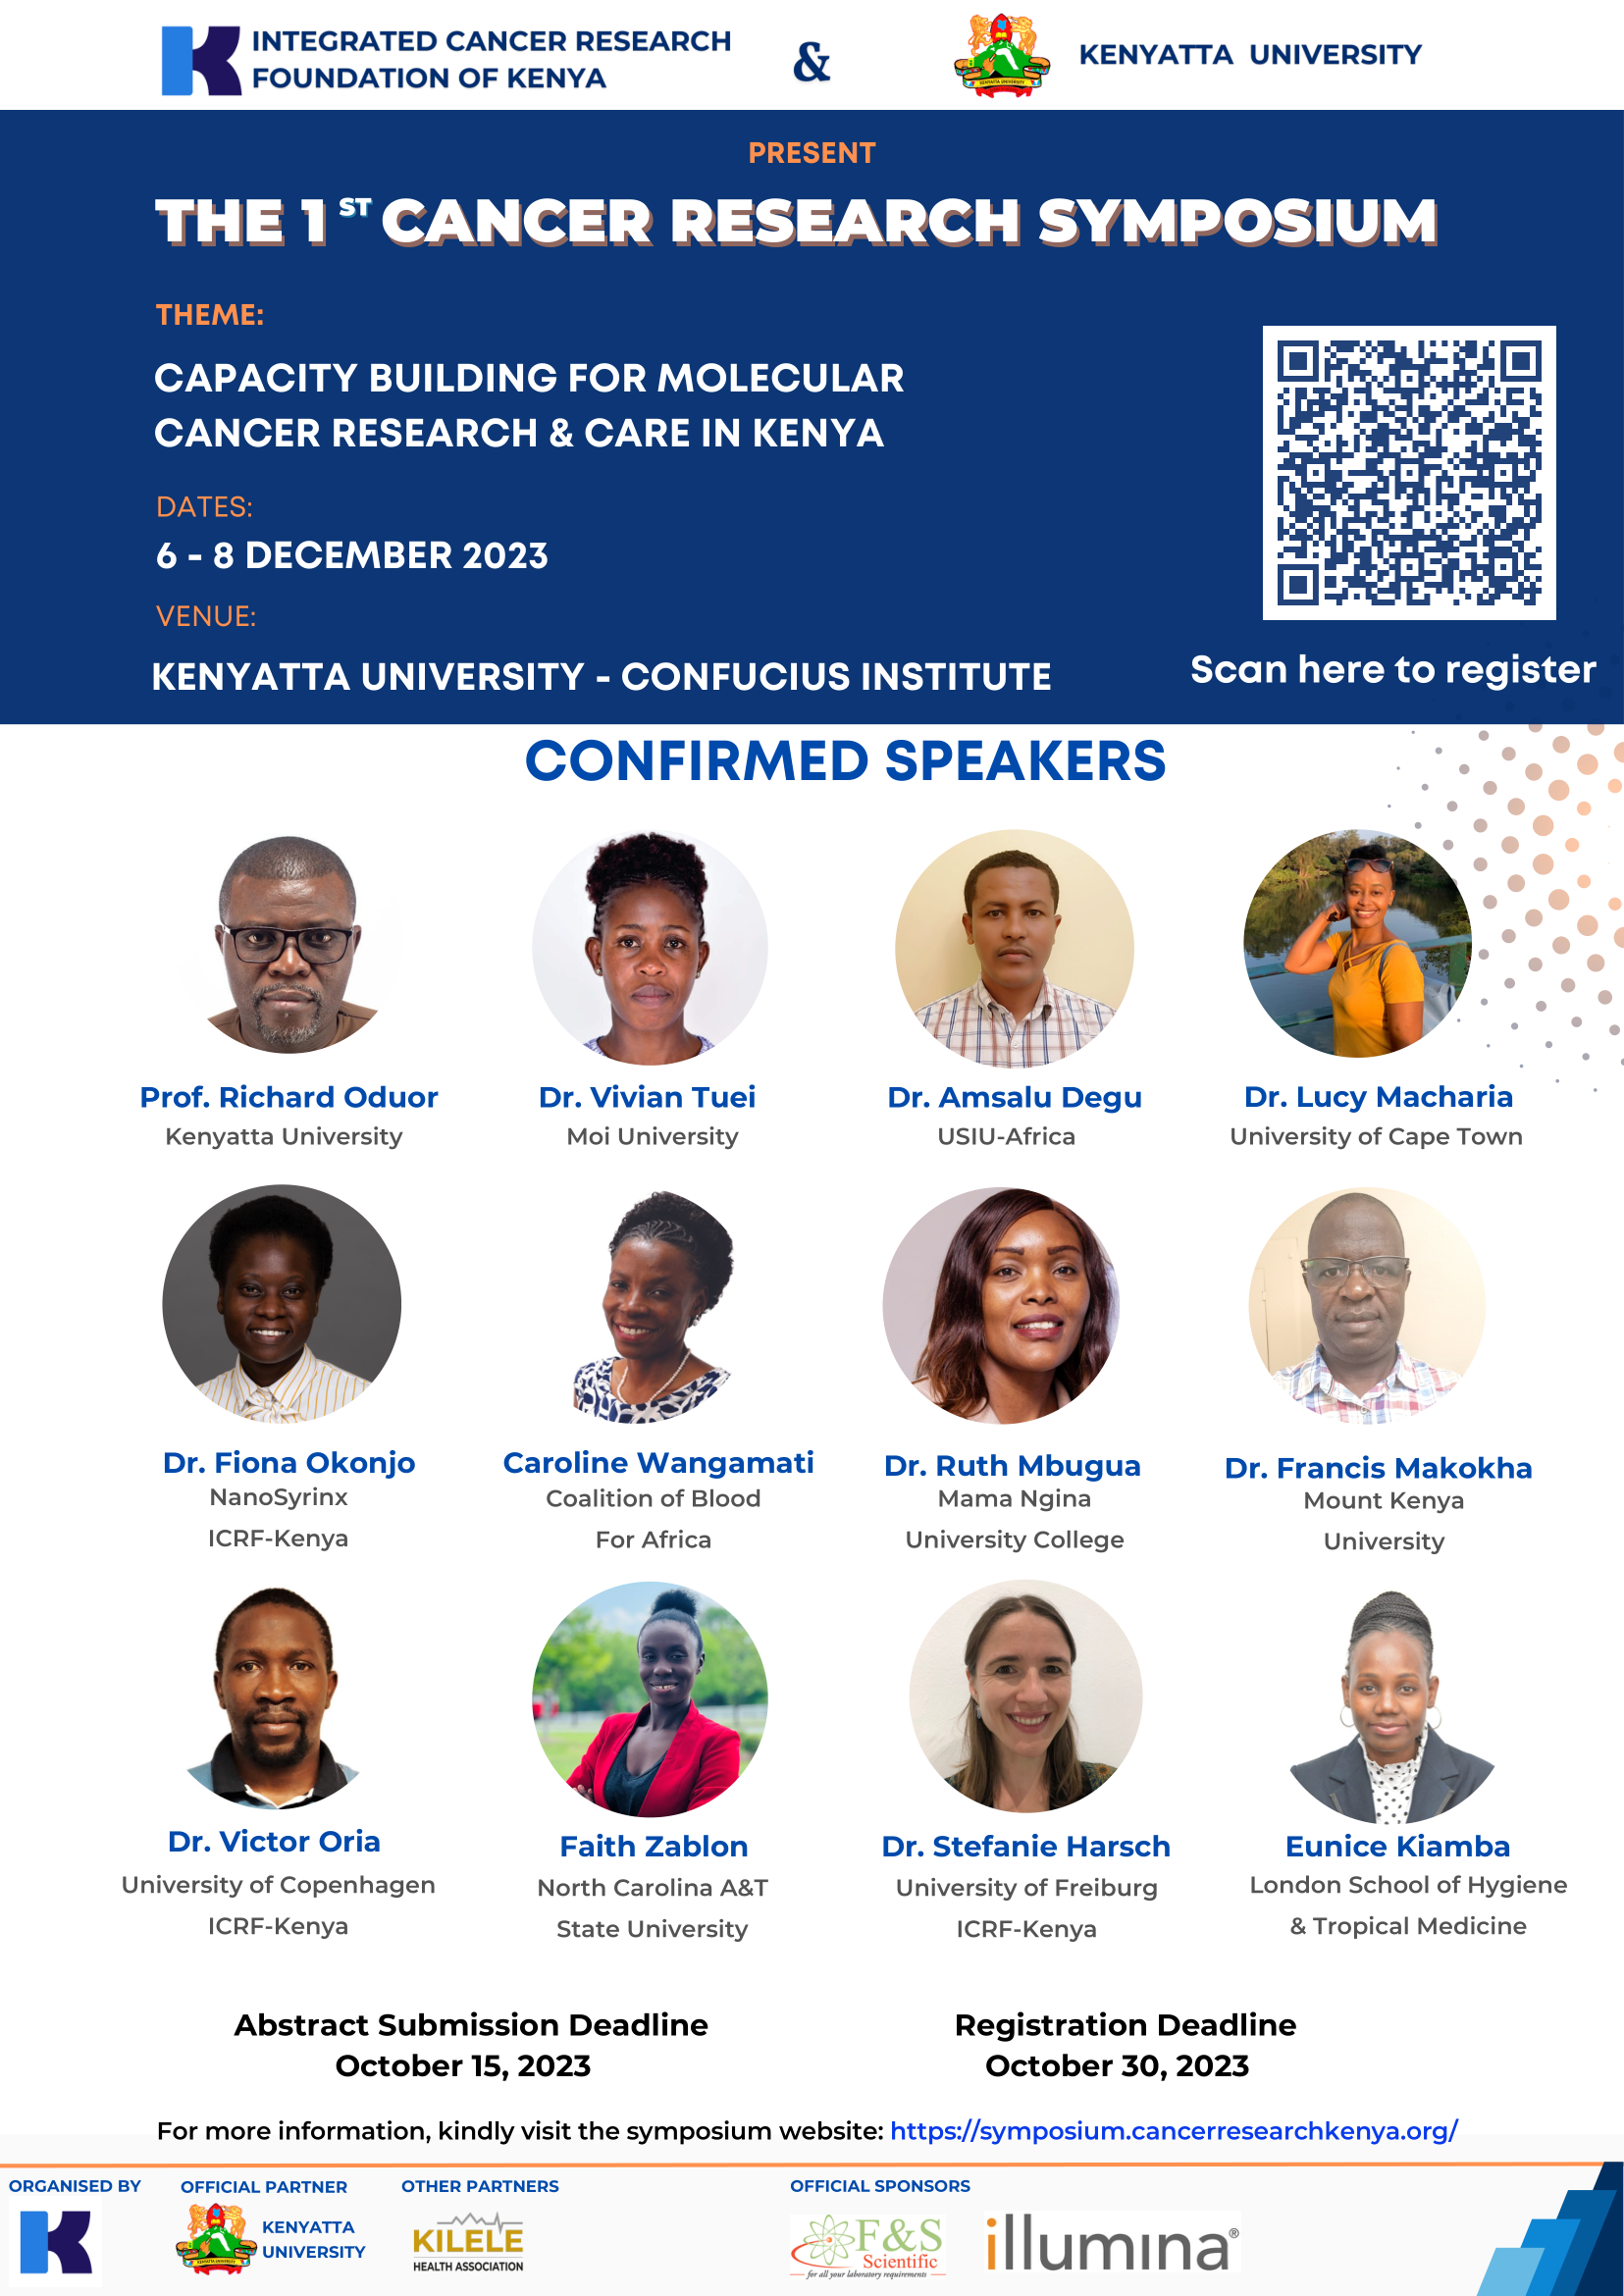 INTEGRATED CANCER RESEARCH
FOUNDATION OF KENYA
&
KENYATTA UNIVERSITY
PRESENT
THE 1ST CANCER RESEARCH SYMPOSIUM
THEME:
CAPACITY BUILDING FOR MOLECULAR
CANCER RESEARCH & CARE IN KENYA
DATES:
6 - 8 DECEMBER 2023
VENUE:
KENYATTA UNIVERSITY - CONFUCIUS INSTITUTE
Scan here to register
CONFIRMED SPEAKERS
Prof. Richard Oduor
Kenyatta University
Dr. Vivian Tuei
Moi University
Dr. Amsalu Degu
USIU-Africa
Dr. Lucy Macharia
University of Cape Town
Dr. Fiona Okonjo
NanoSyrinx
ICRF-Kenya
Caroline Wangamati
Coalition of Blood
For Africa
Dr. Ruth Mbugua
Mama Ngina
University College
Dr. Francis Makokha
Mount Kenya
University
Dr. Victor Oria
University of Copenhagen
ICRF-Kenya
Faith Zablon
North Carolina A&T
State University
Dr. Stefanie Harsch
University of Freiburg
ICRF-Kenya
Eunice Kiamba
London School of Hygiene
& Tropical Medicine
Abstract Submission Deadline
October 15, 2023
Registration Deadline
October 30, 2023
For more information, kindly visit the symposium website: https://symposium.cancerresearchkenya.org/
ORGANISED BY
OFFICIAL PARTNER
KENYATTA UNIVERSITY
KENYATTA
UNIVERSITY
OTHER PARTNERS
KILELE
HEALTH ASSOCIATION
OFFICIAL SPONSORS
F&S
Scientific
for all your laboratory requirements
illumina®